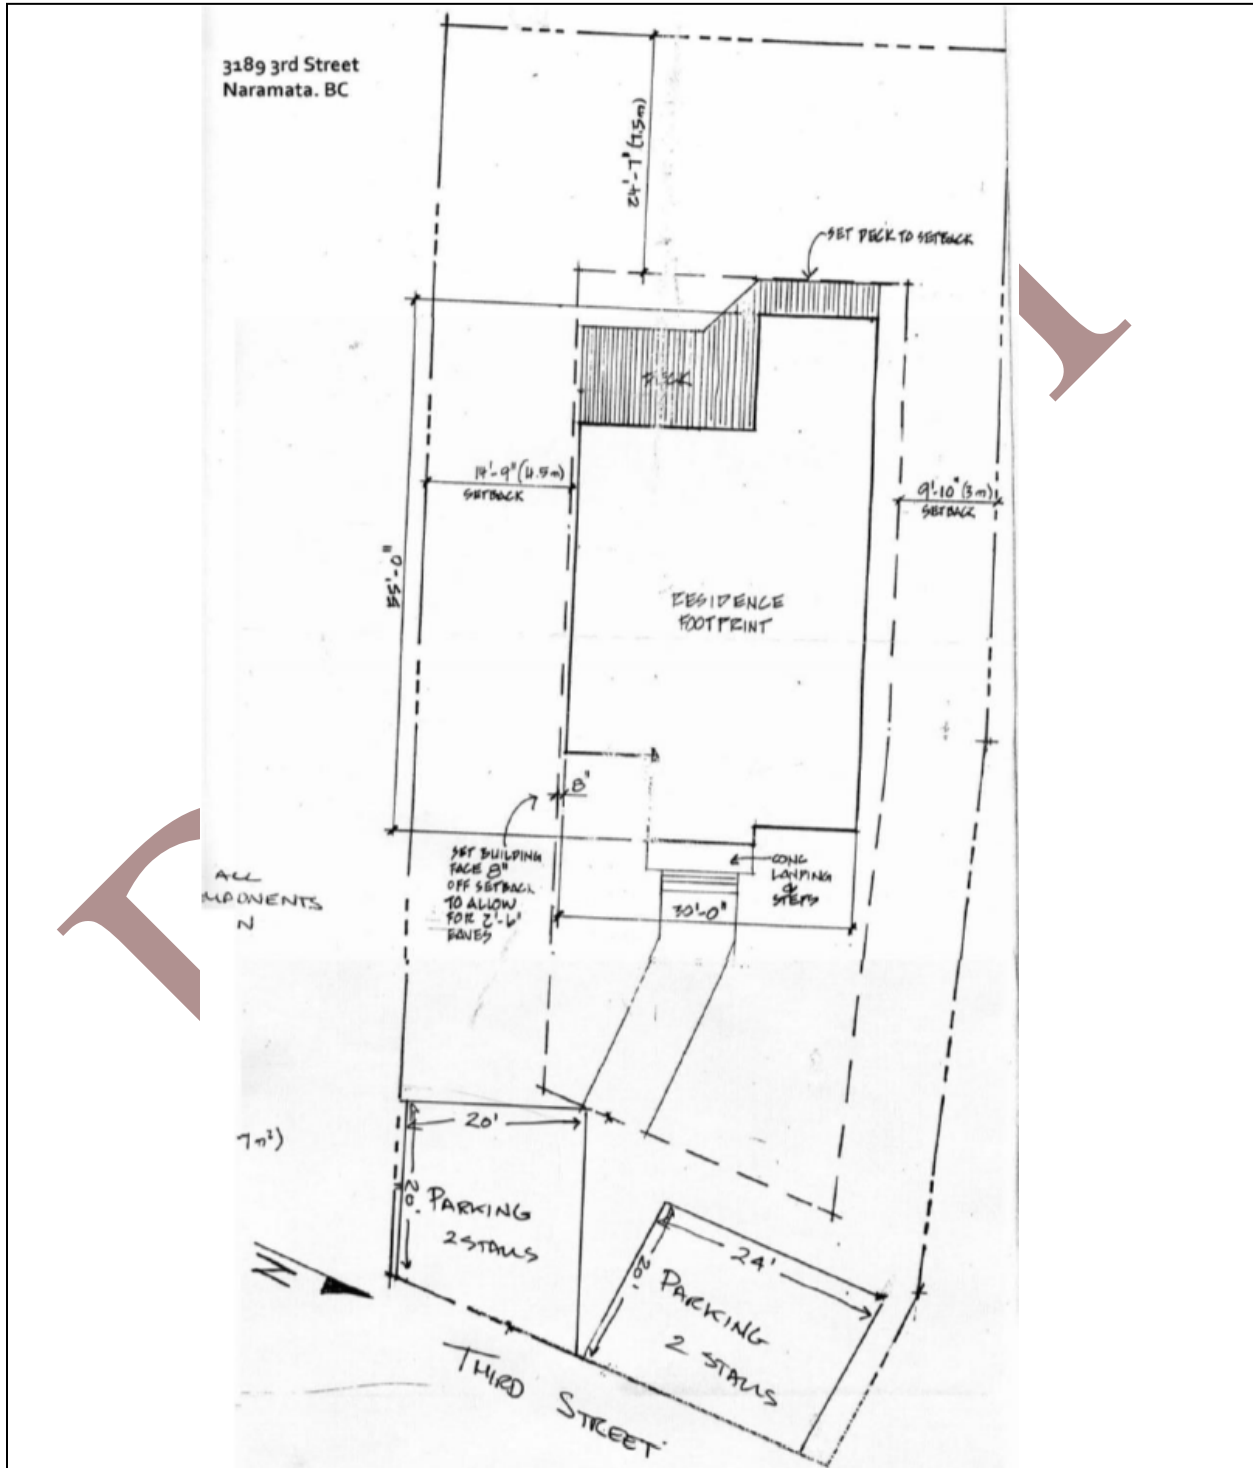 3189 3rd Street
Naramata. BC
24'-7" (7.5m)
SET DECK TO SETBACK
DECK
14'-9" (4.5m)
SETBACK
9'-10" (3m)
SETBACK
55'-0"
RESIDENCE
FOOTPRINT
8"
SET BUILDING
FACE 8"
OFF SETBACK
TO ALLOW
FOR 2'-6"
EAVES
CONC
LANDING
&
STEPS
ALL
MPONENTS
N
30'-0"
20'
7m²)
20'
PARKING
2 STALLS
24'
20'
PARKING
2 STALLS
N
THIRD STREET